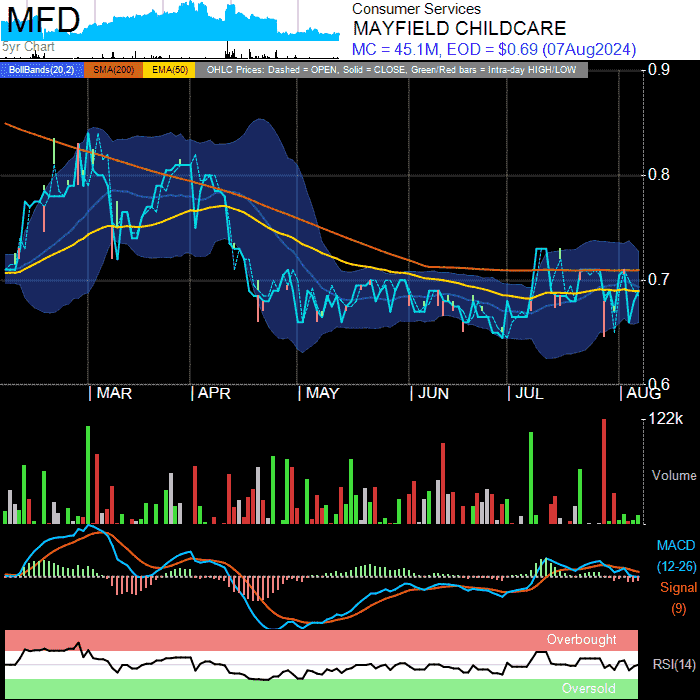 MFD
5yr Chart
Consumer Services
MAYFIELD CHILDCARE
MC = 45.1M, EOD = $0.69 (07Aug2024)
BollBands(20,2) SMA(200) EMA(50) OHLC Prices: Dashed = OPEN, Solid = CLOSE, Green/Red bars = Intra-day HIGH/LOW
0.9
0.8
0.7
0.6
MAR APR MAY JUN JUL AUG
122k
Volume
MACD
(12-26)
Signal
(9)
Overbought
RSI(14)
Oversold